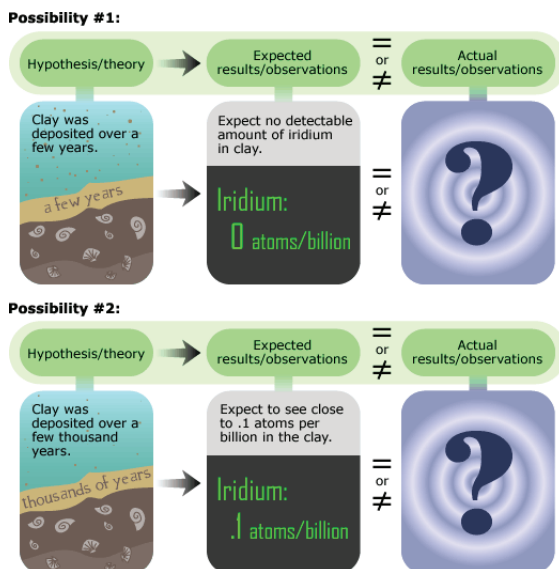 Possibility #1:
Hypothesis/theory
Expected
results/observations
=
or
≠
Actual
results/observations
Clay was
deposited over a
few years.
a few years
Expect no detectable
amount of iridium
in clay.
Iridium:
0 atoms/billion
=
or
≠
?
Possibility #2:
Hypothesis/theory
Expected
results/observations
=
or
≠
Actual
results/observations
Clay was
deposited over a
few thousand
years.
thousands of years
Expect to see close
to .1 atoms per
billion in the clay.
Iridium:
.1 atoms/billion
=
or
≠
?